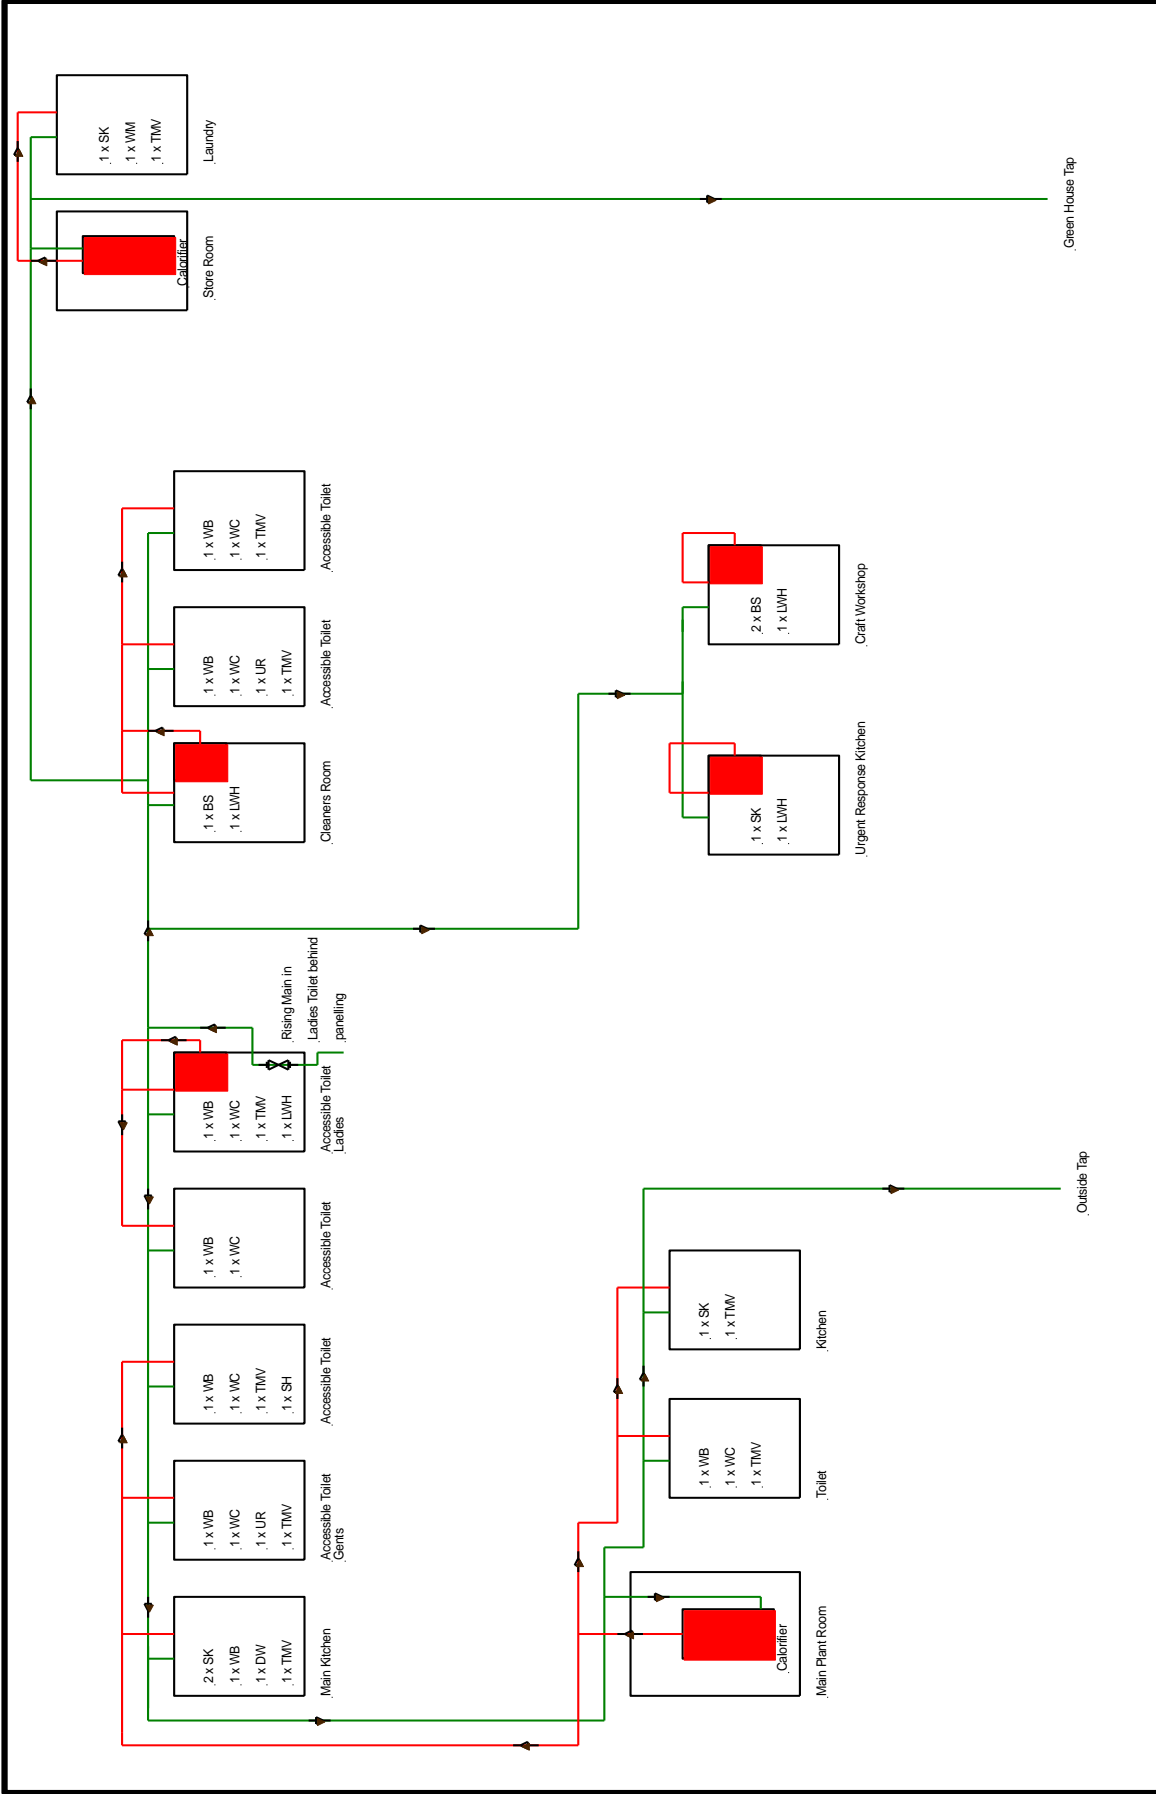 2 x SK
1 x WB
1 x DW
1 x TMV
Main Kitchen
1 x WB
1 x WC
1 x UR
1 x TMV
Accessible Toilet
Gents
1 x WB
1 x WC
1 x TMV
1 x SH
Accessible Toilet
1 x WB
1 x WC
Accessible Toilet
1 x WB
1 x WC
1 x TMV
1 x LWH
Accessible Toilet
Ladies
Rising Main in
Ladies Toilet behind
panelling
1 x BS
1 x LWH
Cleaners Room
1 x WB
1 x WC
1 x UR
1 x TMV
Accessible Toilet
1 x WB
1 x WC
1 x TMV
Accessible Toilet
Calorifier
Store Room
1 x SK
1 x WM
1 x TMV
Laundry
Calorifier
Main Plant Room
1 x WB
1 x WC
1 x TMV
Toilet
1 x SK
1 x TMV
Kitchen
Outside Tap
1 x SK
1 x LWH
Urgent Response Kitchen
2 x BS
1 x LWH
Craft Workshop
Green House Tap